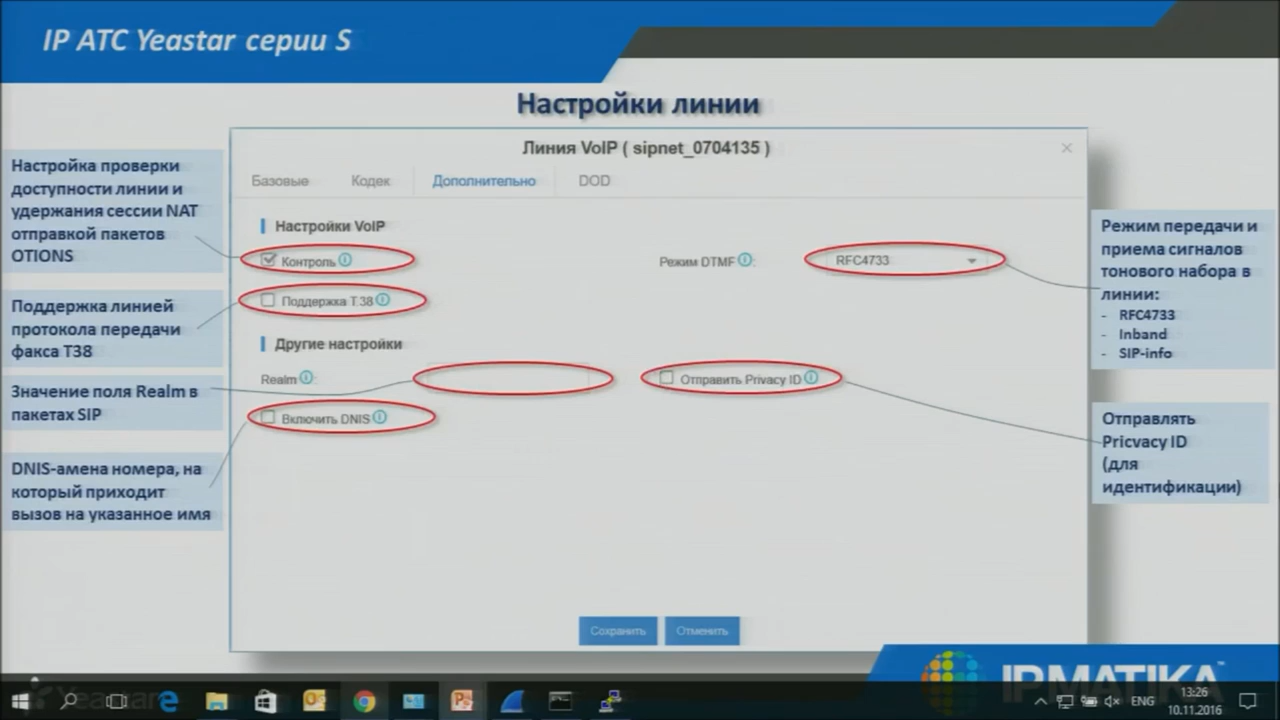 IP АТС Yeastar серии S
Настройки линии
Линия VoIP ( sipnet_0704135 )
Базовые
Кодек
Дополнительно
DOD
Настройка проверки
доступности линии и
удержания сессии NAT
отправкой пакетов
OTIONS
Поддержка линией
протокола передачи
факса T38
Значение поля Realm в
пакетах SIP
DNIS-амена номера, на
который приходит
вызов на указанное имя
Настройки VoIP
Контроль
Режим DTMF
RFC4733
Поддержка T.38
Другие настройки
Realm
Отправить Privacy ID
Включить DNIS
Сохранить
Отменить
Режим передачи и
приема сигналов
тонового набора в
линии:
- RFC4733
- Inband
- SIP-info
Отправлять
Pricvacy ID
(для
идентификации)
IPMATIKA
Yeastar
ENG
13:26
10.11.2016